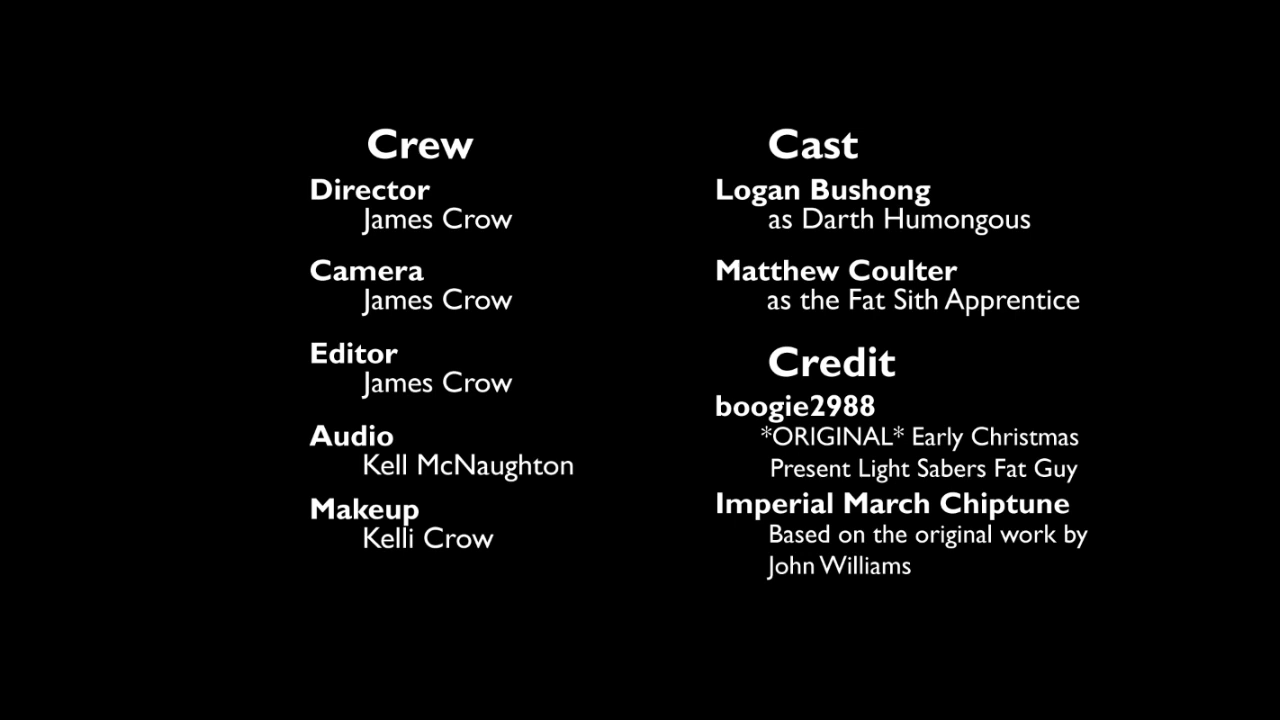 Crew
Director
James Crow
Camera
James Crow
Editor
James Crow
Audio
Kell McNaughton
Makeup
Kelli Crow
Cast
Logan Bushong
as Darth Humongous
Matthew Coulter
as the Fat Sith Apprentice
Credit
boogie2988
*ORIGINAL* Early Christmas
Present Light Sabers Fat Guy
Imperial March Chiptune
Based on the original work by
John Williams